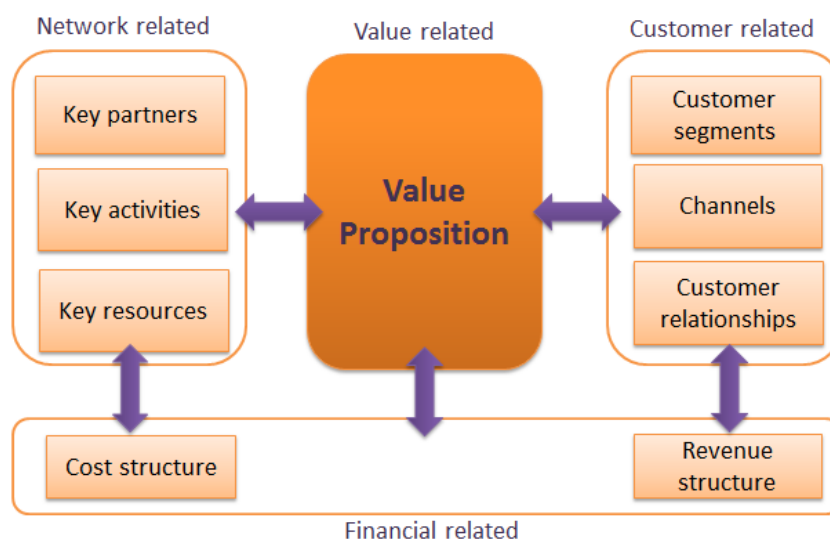 Network related
Value related
Customer related
Key partners
Key activities
Key resources
Value
Proposition
Customer
segments
Channels
Customer
relationships
Cost structure
Revenue
structure
Financial related